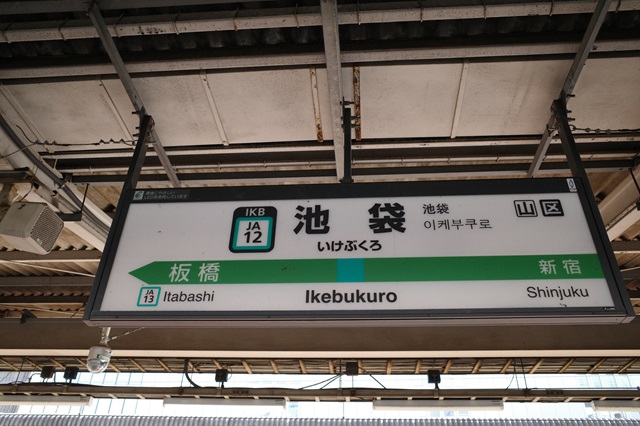 IKB
JA
12
池袋
いけぶくろ
池袋
이케부쿠로
山 区
板橋
新宿
JA
13
Itabashi
Ikebukuro
Shinjuku